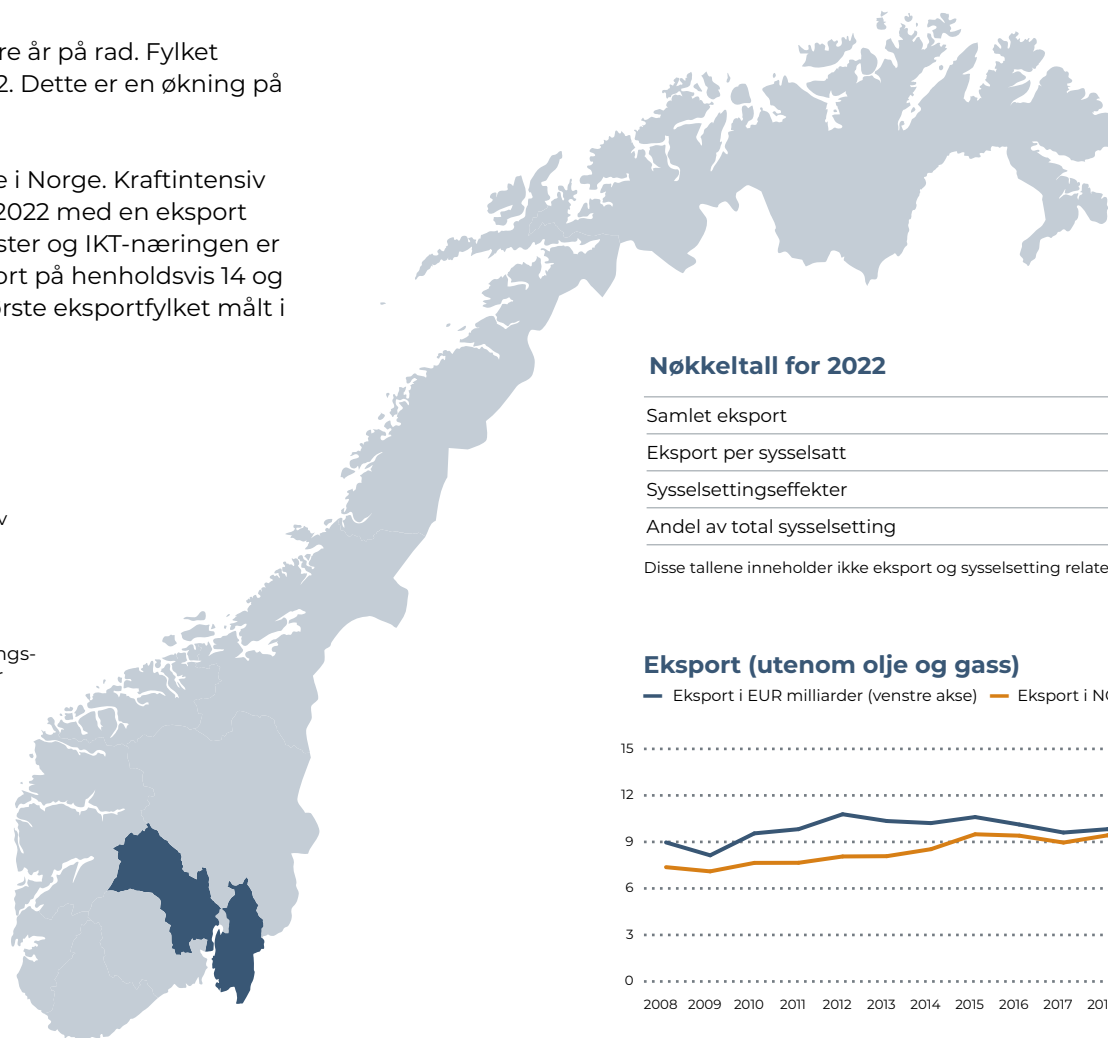 re år på rad. Fylket
2. Dette er en økning på
e i Norge. Kraftintensiv
2022 med en eksport
ster og IKT-næringen er
ort på henholdsvis 14 og
ørste eksportfylket målt i
v
ngs-
r
Nøkkeltall for 2022
Samlet eksport
Eksport per sysselsatt
Sysselsettingseffekter
Andel av total sysselsetting
Disse tallene inneholder ikke eksport og sysselsetting relate
Eksport (utenom olje og gass)
Eksport i EUR milliarder (venstre akse) Eksport i NO
15
12
9
6
3
0
2008 2009 2010 2011 2012 2013 2014 2015 2016 2017 201